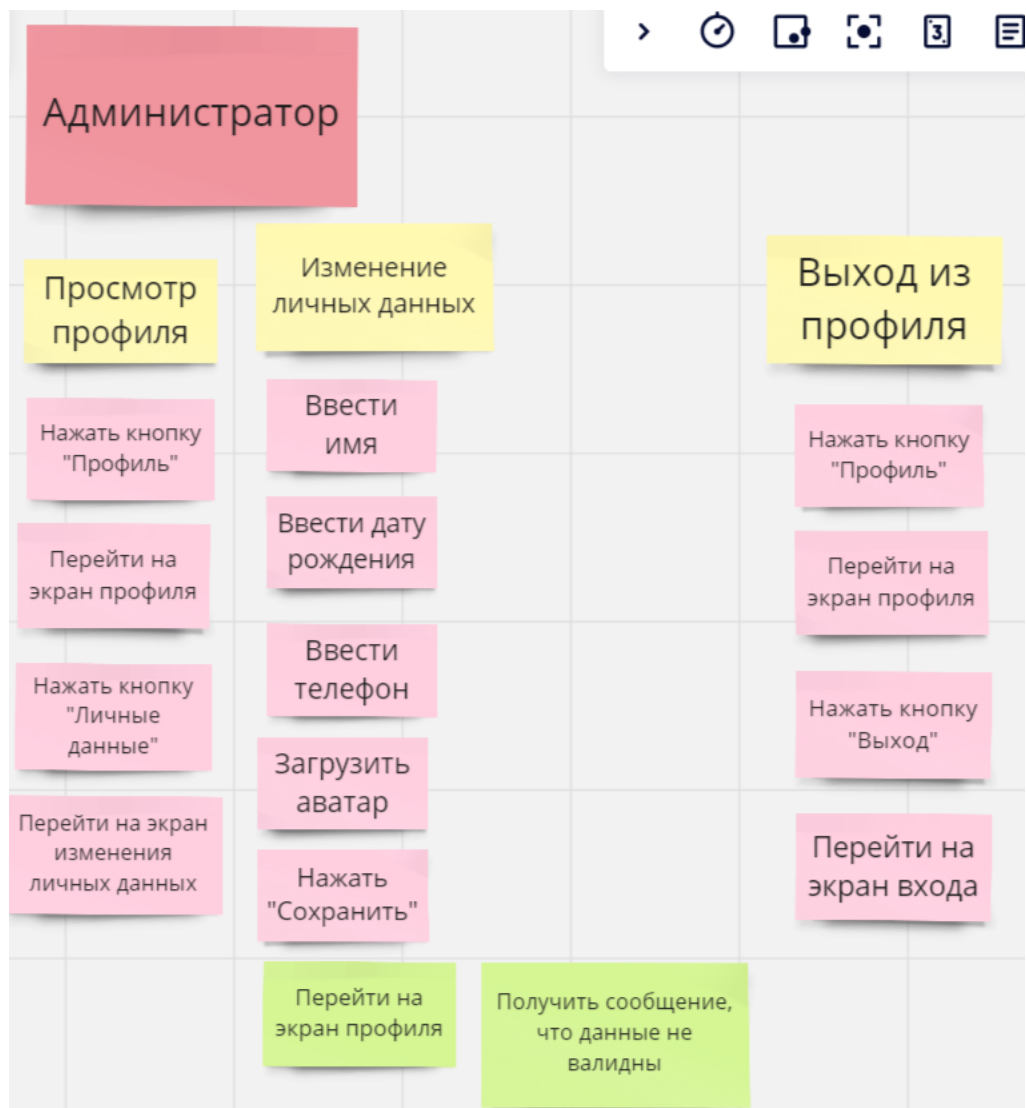 3
Администратор
Просмотр
профиля
Нажать кнопку
"Профиль"
Перейти на
экран профиля
Нажать кнопку
"Личные
данные"
Перейти на экран
изменения
личных данных
Изменение
личных данных
Ввести
имя
Ввести дату
рождения
Ввести
телефон
Загрузить
аватар
Нажать
"Сохранить"
Перейти на
экран профиля
Получить сообщение,
что данные не
валидны
Выход из
профиля
Нажать кнопку
"Профиль"
Перейти на
экран профиля
Нажать кнопку
"Выход"
Перейти на
экран входа